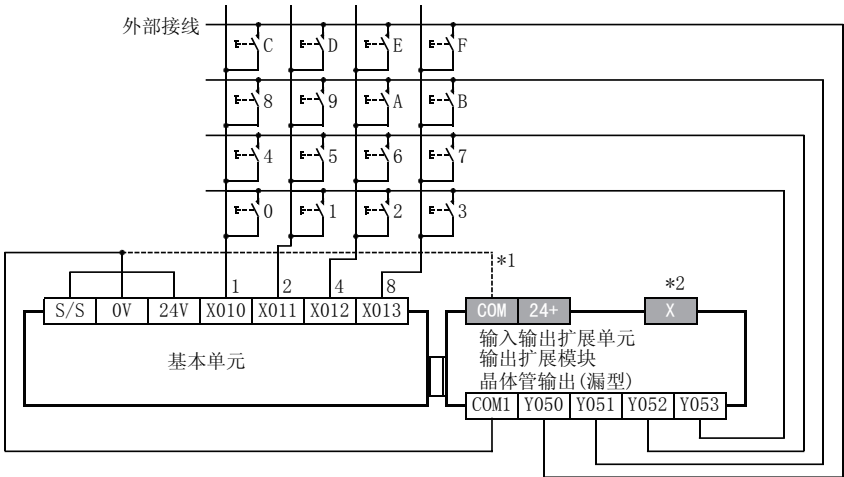 外部接线
C D E F
8 9 A B
4 5 6 7
0 1 2 3
*1
1 2 4 8
*2
S/S 0V 24V X010 X011 X012 X013
COM 24+ X
基本单元
输入输出扩展单元
输出扩展模块
晶体管输出(漏型)
COM1 Y050 Y051 Y052 Y053